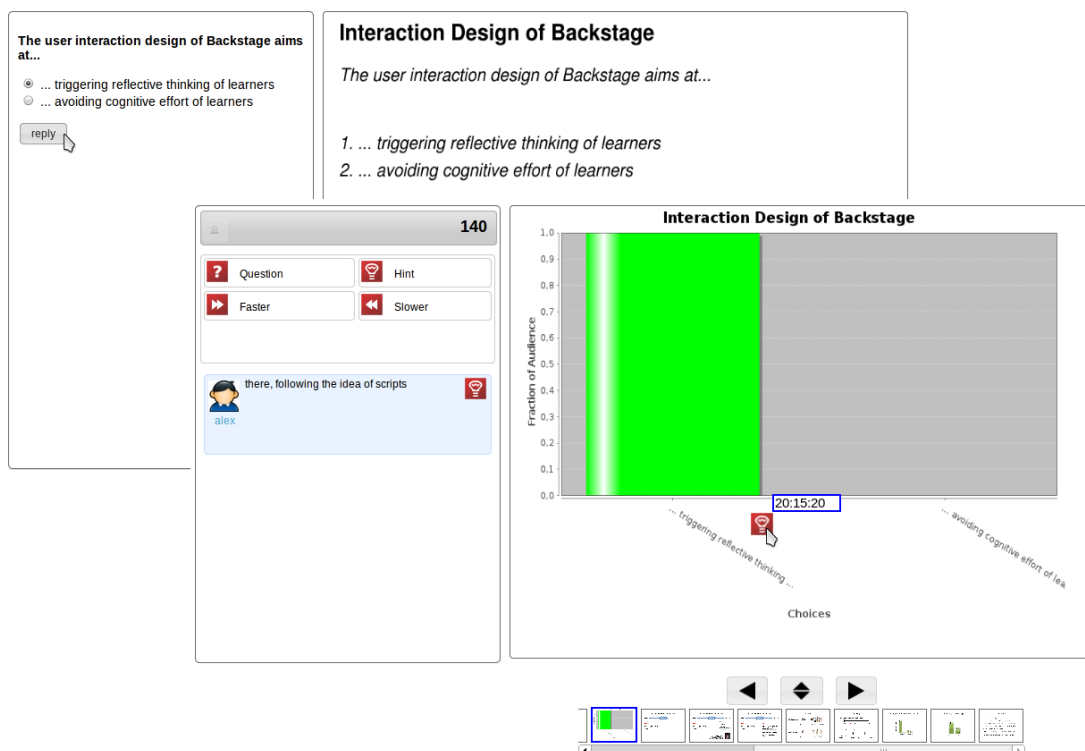 The user interaction design of Backstage aims
at...
... triggering reflective thinking of learners
... avoiding cognitive effort of learners
reply
Interaction Design of Backstage
The user interaction design of Backstage aims at...
1. ... triggering reflective thinking of learners
2. ... avoiding cognitive effort of learners
140
Question
Hint
Faster
Slower
there, following the idea of scripts
alex
Interaction Design of Backstage
Fraction of Audience
1,0
0,9
0,8
0,7
0,6
0,5
0,4
0,3
0,2
0,1
0,0
20:15:20
... triggering reflective thinking ...
... avoiding cognitive effort of lea
Choices